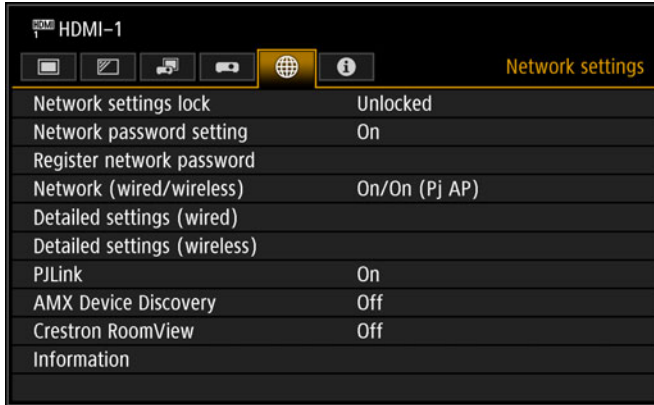 HDMI 1 HDMI-1
Network settings
Network settings lock Unlocked
Network password setting On
Register network password
Network (wired/wireless) On/On (Pj AP)
Detailed settings (wired)
Detailed settings (wireless)
PJLink On
AMX Device Discovery Off
Crestron RoomView Off
Information